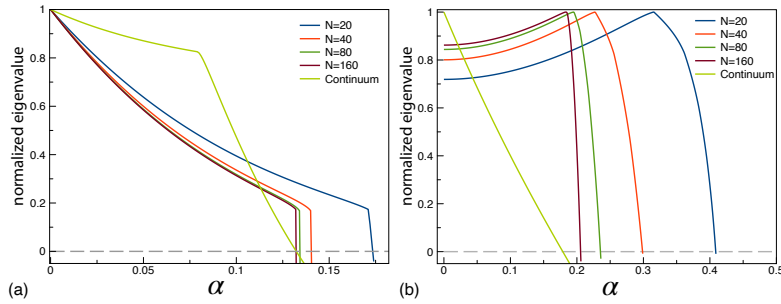 N=20
N=40
N=80
N=160
Continuum
normalized eigenvalue
1
0.8
0.6
0.4
0.2
0
0
0.05
0.1
0.15
(a)
α
N=20
N=40
N=80
N=160
Continuum
normalized eigenvalue
1
0.8
0.6
0.4
0.2
0
0
0.1
0.2
0.3
0.4
0.5
(b)
α